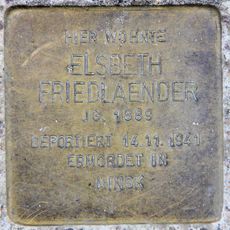 HIER WOHNTE
ELSBETH
FRIEDLAENDER
JG. 1889
DEPORTIERT 14.11.1941
ERMORDET IN
MINSK